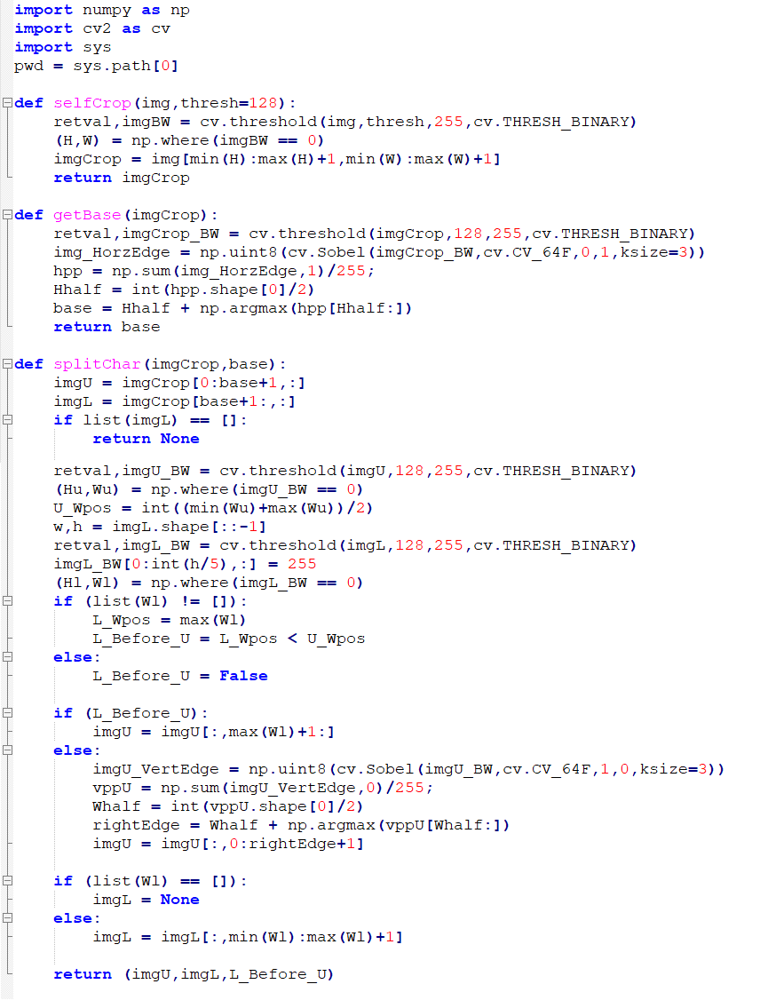 import numpy as np
import cv2 as cv
import sys
pwd = sys.path[0]
def selfCrop(img,thresh=128):
    retval,imgBW = cv.threshold(img,thresh,255,cv.THRESH_BINARY)
    (H,W) = np.where(imgBW == 0)
    imgCrop = img[min(H):max(H)+1,min(W):max(W)+1]
    return imgCrop
def getBase(imgCrop):
    retval,imgCrop_BW = cv.threshold(imgCrop,128,255,cv.THRESH_BINARY)
    img_HorzEdge = np.uint8(cv.Sobel(imgCrop_BW,cv.CV_64F,0,1,ksize=3))
    hpp = np.sum(img_HorzEdge,1)/255;
    Hhalf = int(hpp.shape[0]/2)
    base = Hhalf + np.argmax(hpp[Hhalf:])
    return base
def splitChar(imgCrop,base):
    imgU = imgCrop[0:base+1,:]
    imgL = imgCrop[base+1:,:]
    if list(imgL) == []:
        return None
    retval,imgU_BW = cv.threshold(imgU,128,255,cv.THRESH_BINARY)
    (Hu,Wu) = np.where(imgU_BW == 0)
    U_Wpos = int((min(Wu)+max(Wu))/2)
    w,h = imgL.shape[::-1]
    retval,imgL_BW = cv.threshold(imgL,128,255,cv.THRESH_BINARY)
    imgL_BW[0:int(h/5),:] = 255
    (Hl,Wl) = np.where(imgL_BW == 0)
    if (list(Wl) != []):
        L_Wpos = max(Wl)
        L_Before_U = L_Wpos < U_Wpos
    else:
        L_Before_U = False
    if (L_Before_U):
        imgU = imgU[:,max(Wl)+1:]
    else:
        imgU_VertEdge = np.uint8(cv.Sobel(imgU_BW,cv.CV_64F,1,0,ksize=3))
        vppU = np.sum(imgU_VertEdge,0)/255;
        Whalf = int(vppU.shape[0]/2)
        rightEdge = Whalf + np.argmax(vppU[Whalf:])
        imgU = imgU[:,0:rightEdge+1]
    if (list(Wl) == []):
        imgL = None
    else:
        imgL = imgL[:,min(Wl):max(Wl)+1]
    return (imgU,imgL,L_Before_U)